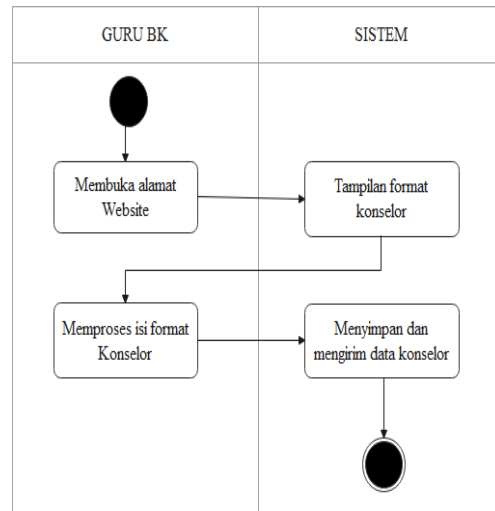 GURU BK
SISTEM
Membuka alamat
Website
Tampilan format
konselor
Memproses isi format
Konselor
Menyimpan dan
mengirim data konselor